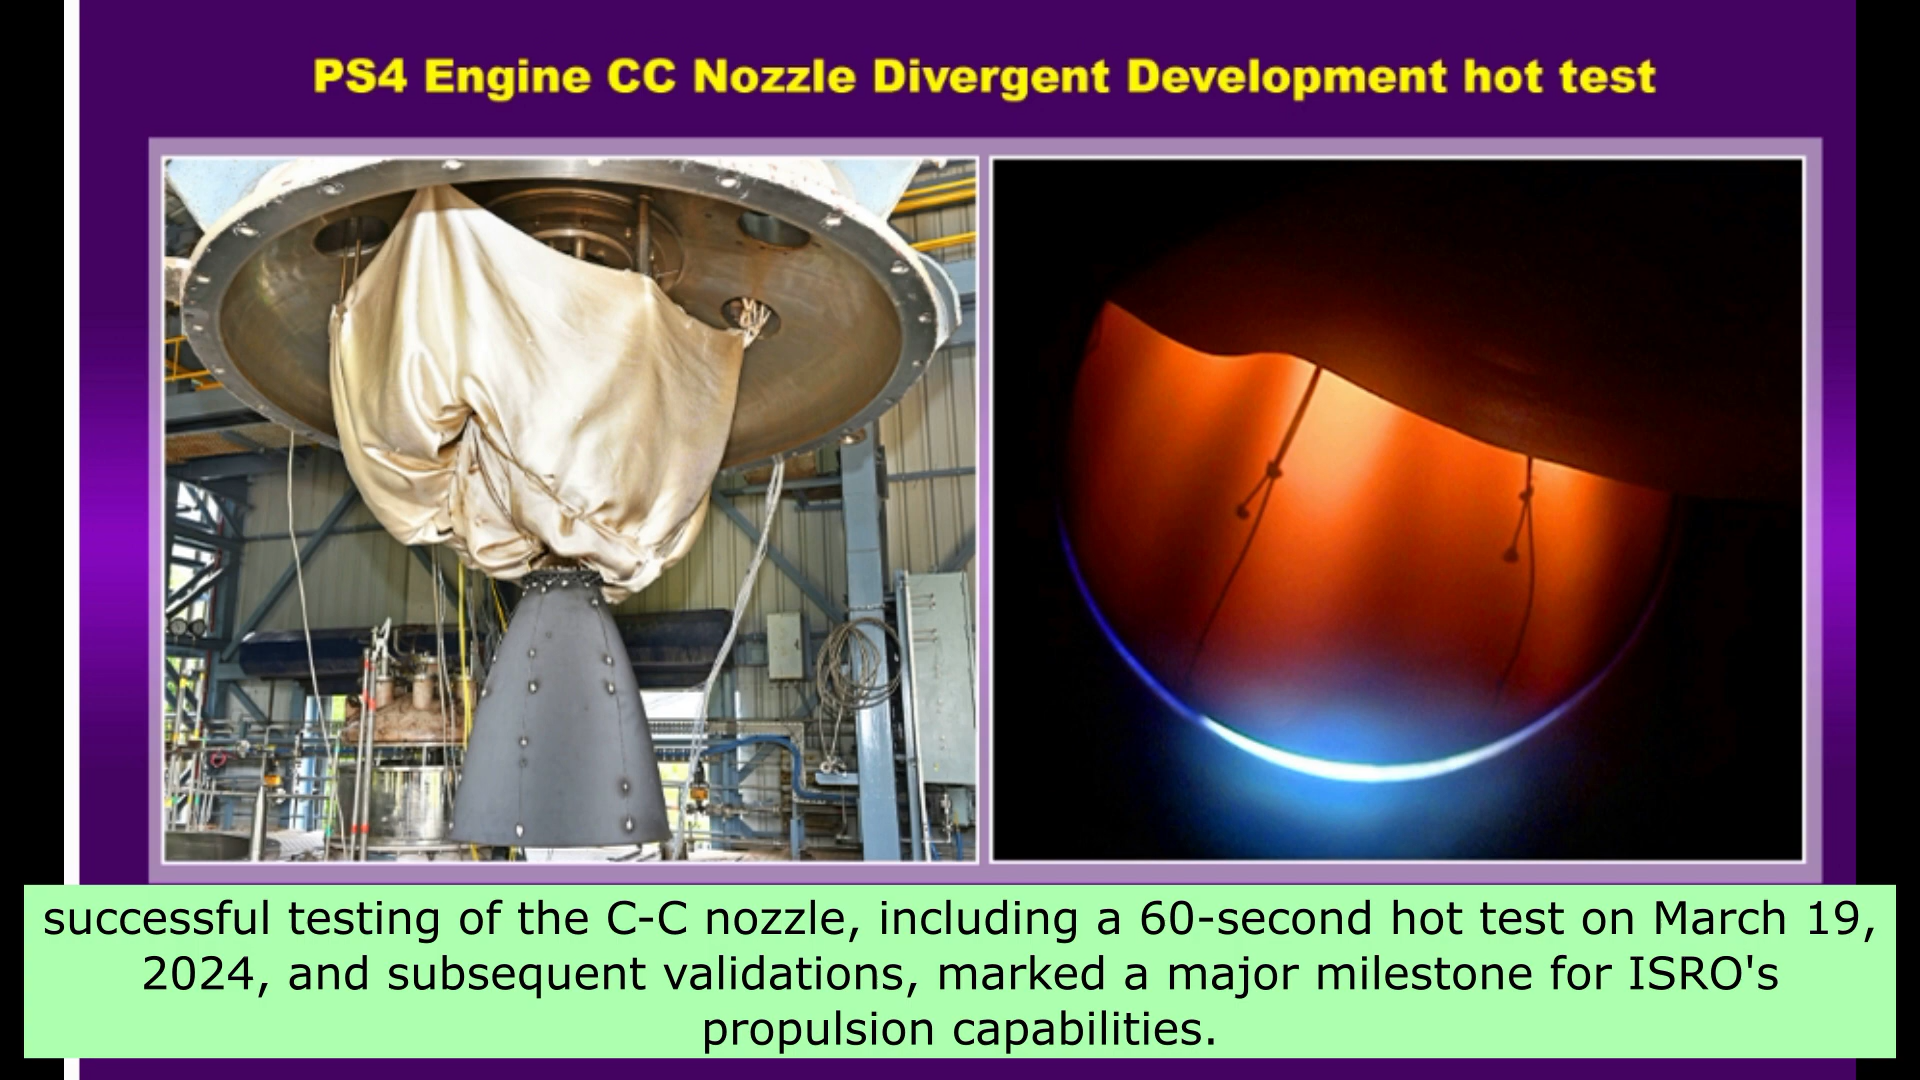 PS4 Engine CC Nozzle Divergent Development hot test
successful testing of the C-C nozzle, including a 60-second hot test on March 19,
2024, and subsequent validations, marked a major milestone for ISRO's
propulsion capabilities.